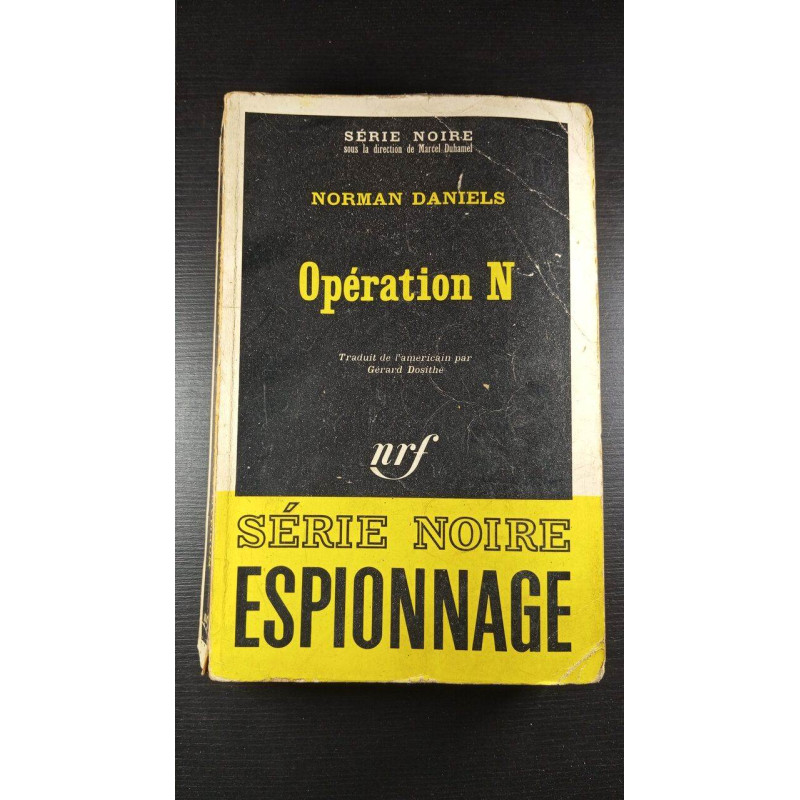 SÉRIE NOIRE
sous la direction de Marcel Duhamel
NORMAN DANIELS
Opération N
Traduit de l'americain par
Gérard Dosithe
nrf
SÉRIE NOIRE
ESPIONNAGE